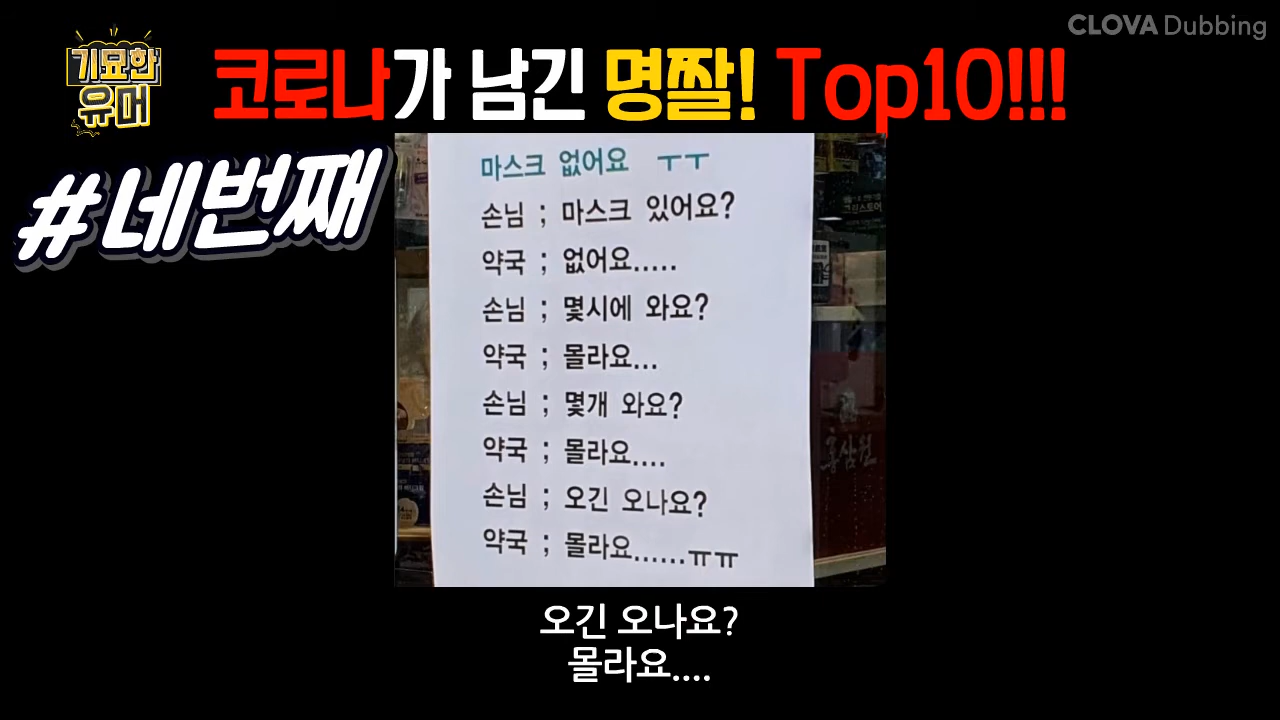 CLOVA Dubbing
기묘한
유머
코로나가 남긴 명짤! Top10!!!
#네번째
마스크 없어요 ㅜㅜ
손님 ; 마스크 있어요?
약국 ; 없어요.....
손님 ; 몇시에 와요?
약국 ; 몰라요...
손님 ; 몇개 와요?
약국 ; 몰라요....
손님 ; 오긴 오나요?
약국 ; 몰라요......ㅠㅠ
홍삼원
오긴 오나요?
몰라요....